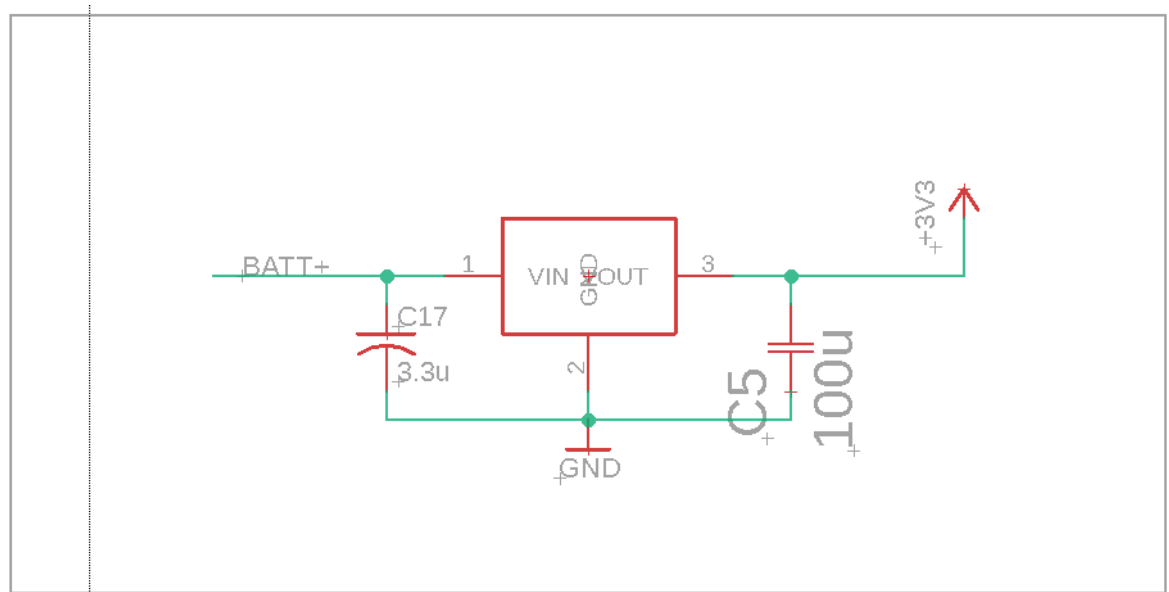 +3V3
BATT+
1
VIN
GND
OUT
3
C17
3.3u
2
C5
100u
GND